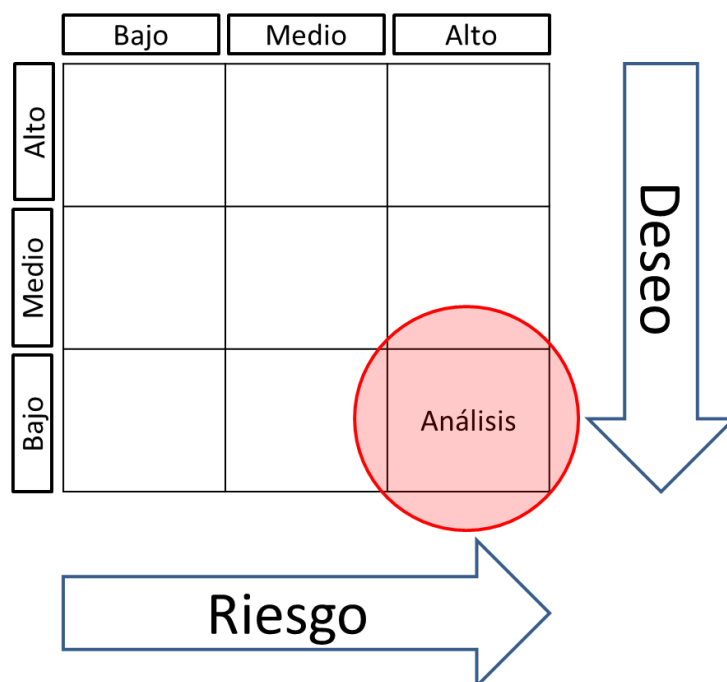 Bajo
Medio
Alto
Alto
Medio
Bajo
Análisis
Deseo
Riesgo